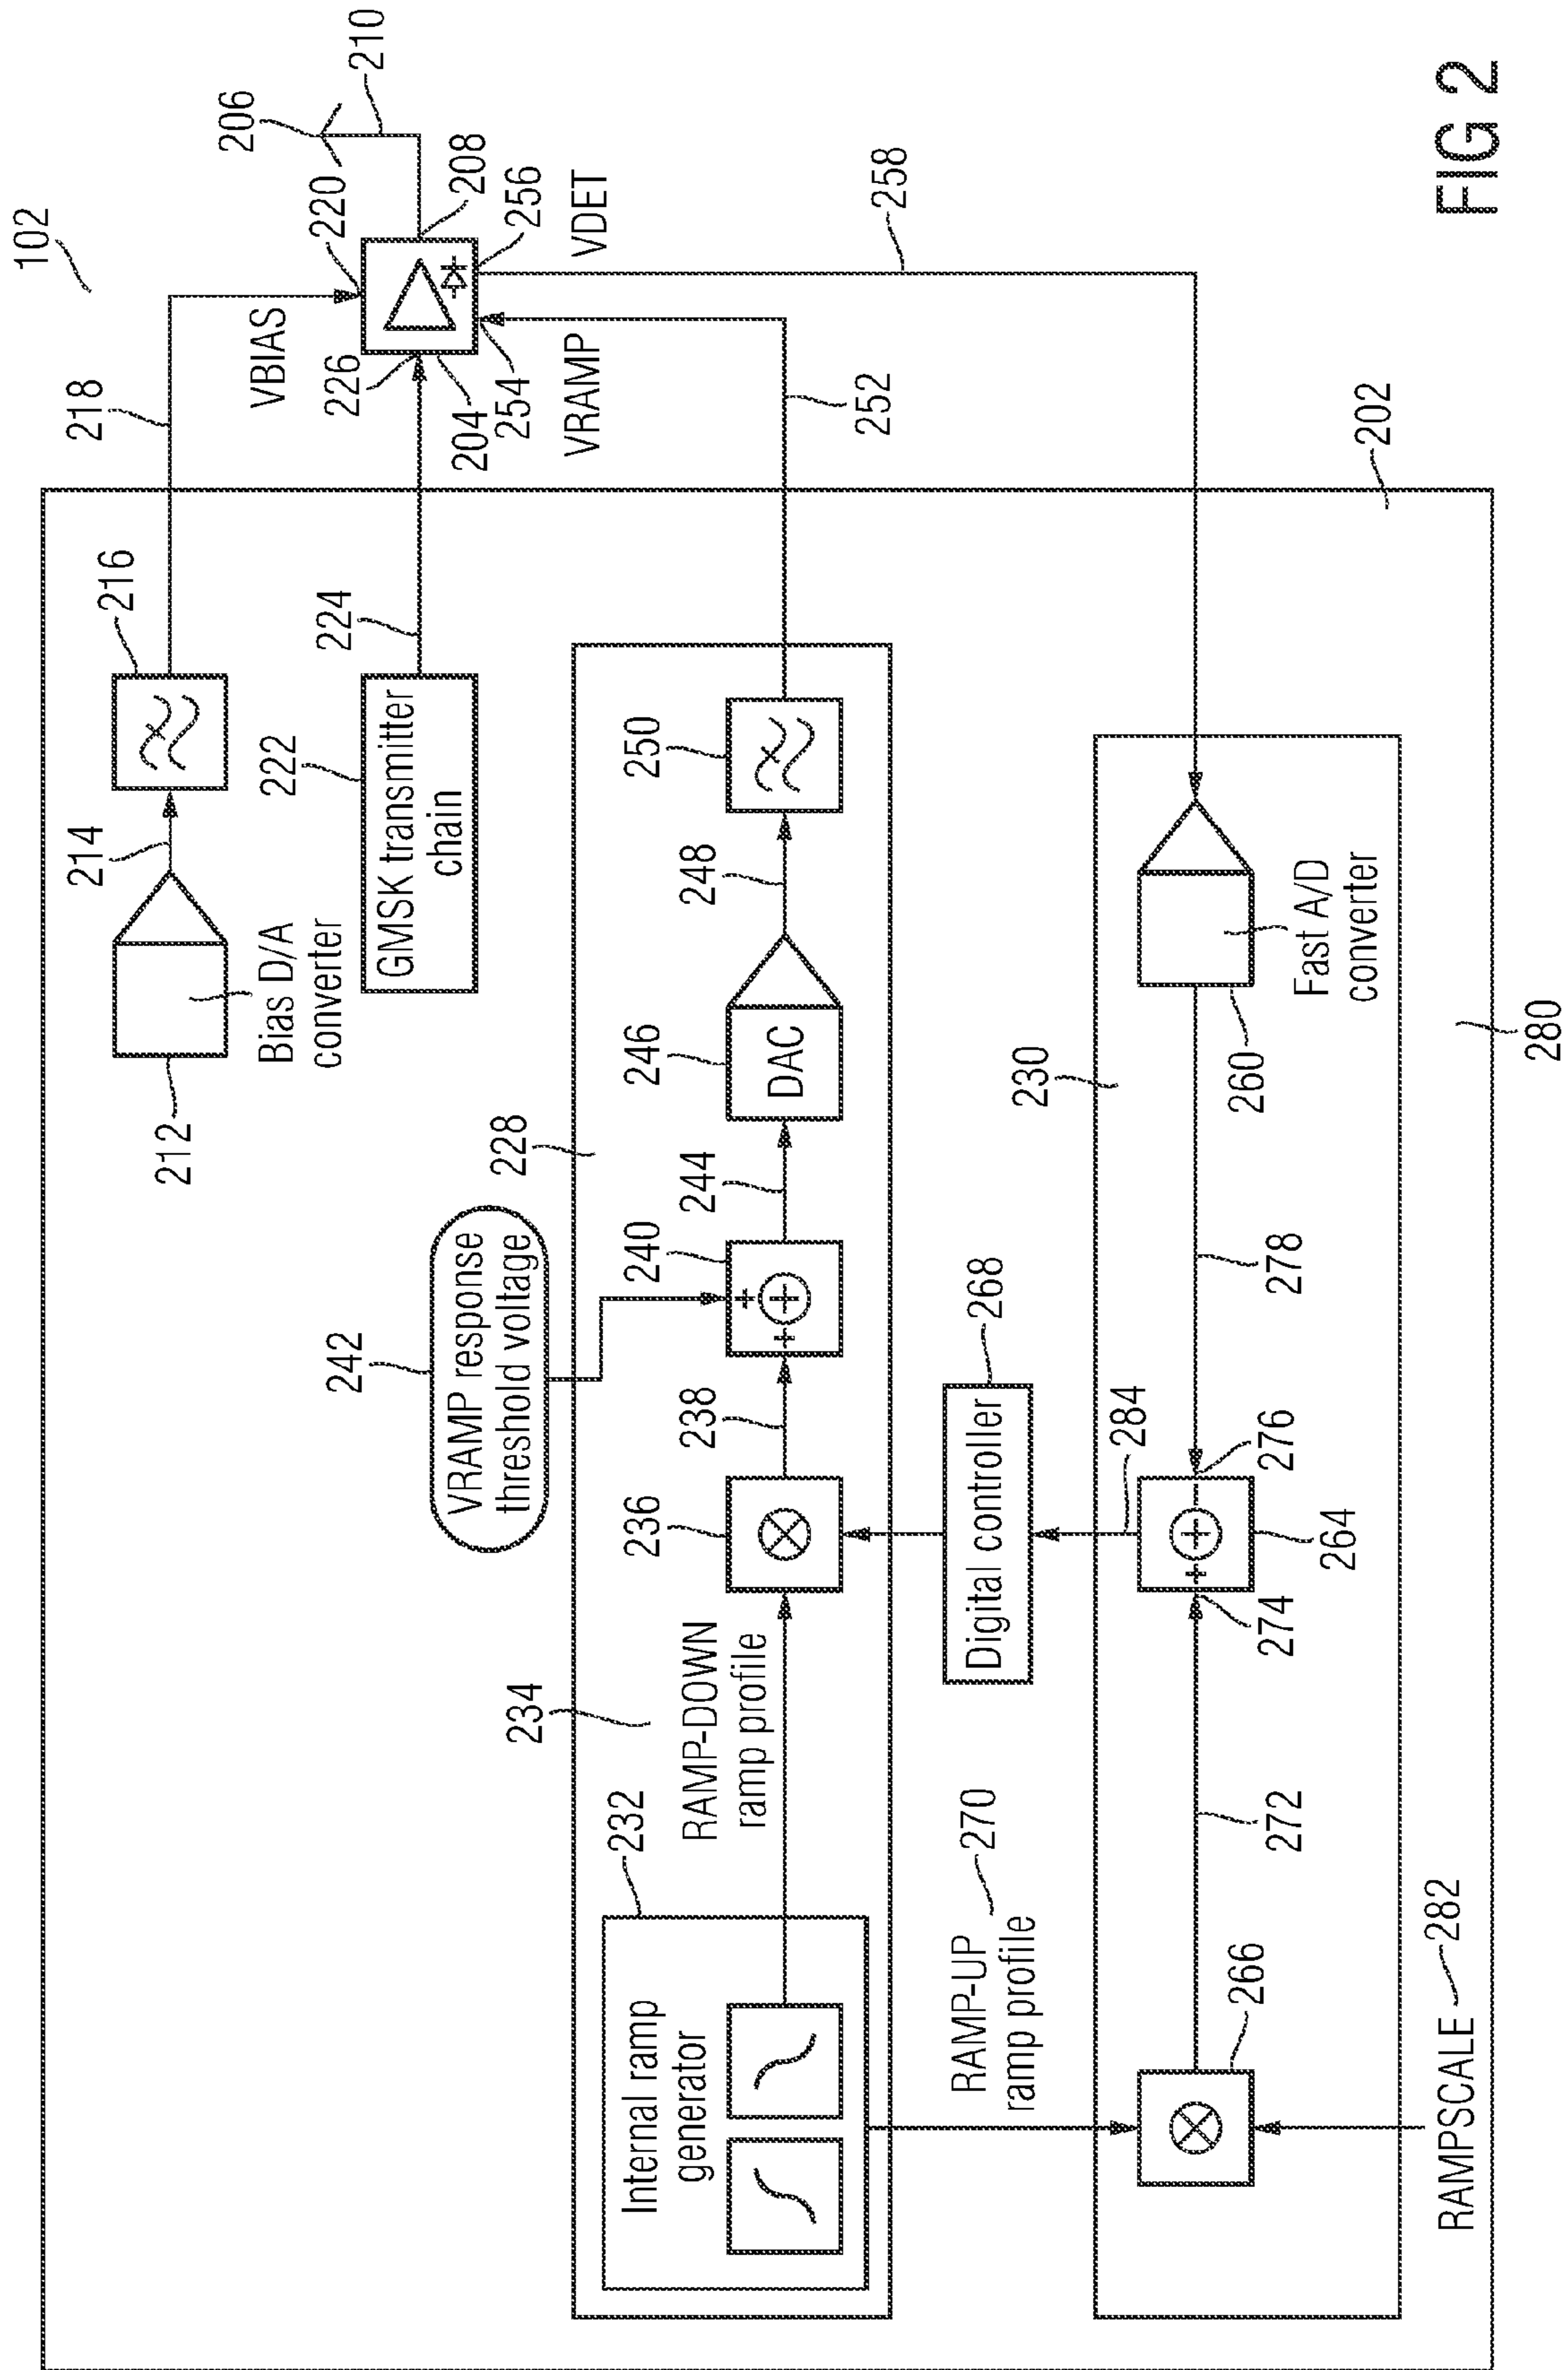 102
206
210
218
220
208
256
VDET
VBIAS
226
204
254
VRAMP
252
258
202
216
214
Bias D/A
converter
212
222
224
GMSK transmitter
chain
242
VRAMP response
threshold voltage
228
240
+
+
244
246
DAC
248
250
234
RAMP-DOWN
ramp profile
236
238
232
Internal ramp
generator
268
Digital controller
284
230
RAMP-UP
ramp profile
270
266
272
+
274
264
276
278
260
Fast A/D
converter
RAMPSCALE
282
280
FIG 2